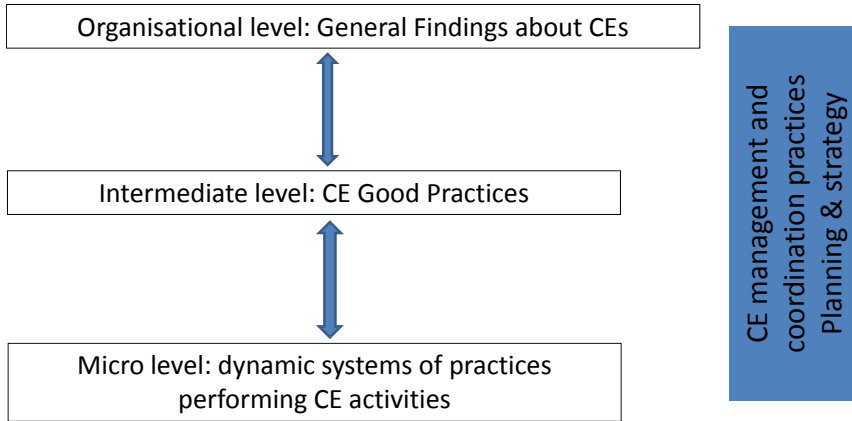 Organisational level: General Findings about CEs
Intermediate level: CE Good Practices
Micro level: dynamic systems of practices
performing CE activities
CE management and
coordination practices
Planning & strategy